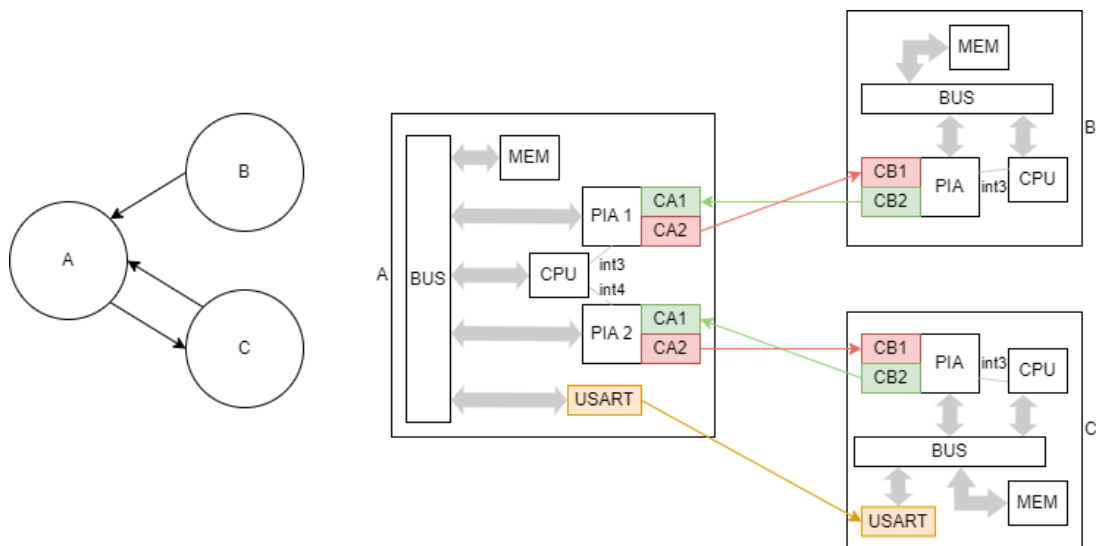 B
A
C
A
BUS
MEM
PIA 1
CA1
CA2
int3
CPU
int4
PIA 2
CA1
CA2
USART
MEM
BUS
B
CB1
CB2
PIA
int3
CPU
CB1
CB2
PIA
int3
CPU
C
BUS
MEM
USART